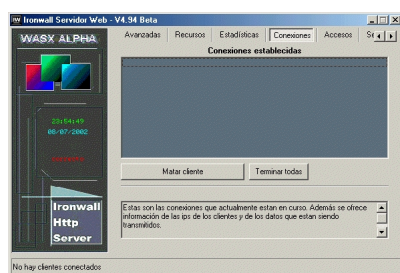 Ironwall Servidor Web - V4.94 Beta
WASX ALPHA
Avanzadas Recursos Estadísticas Conexiones Accesos
Conexiones establecidas
23:54:49
08/07/2002
Matar cliente Terminar todas
Ironwall
Http
Server
Estas son las conexiones que actualmente estan en curso. Además se ofrece
información de las ips de los clientes y de los datos que estan siendo
transmitidos.
No hay clientes conectados